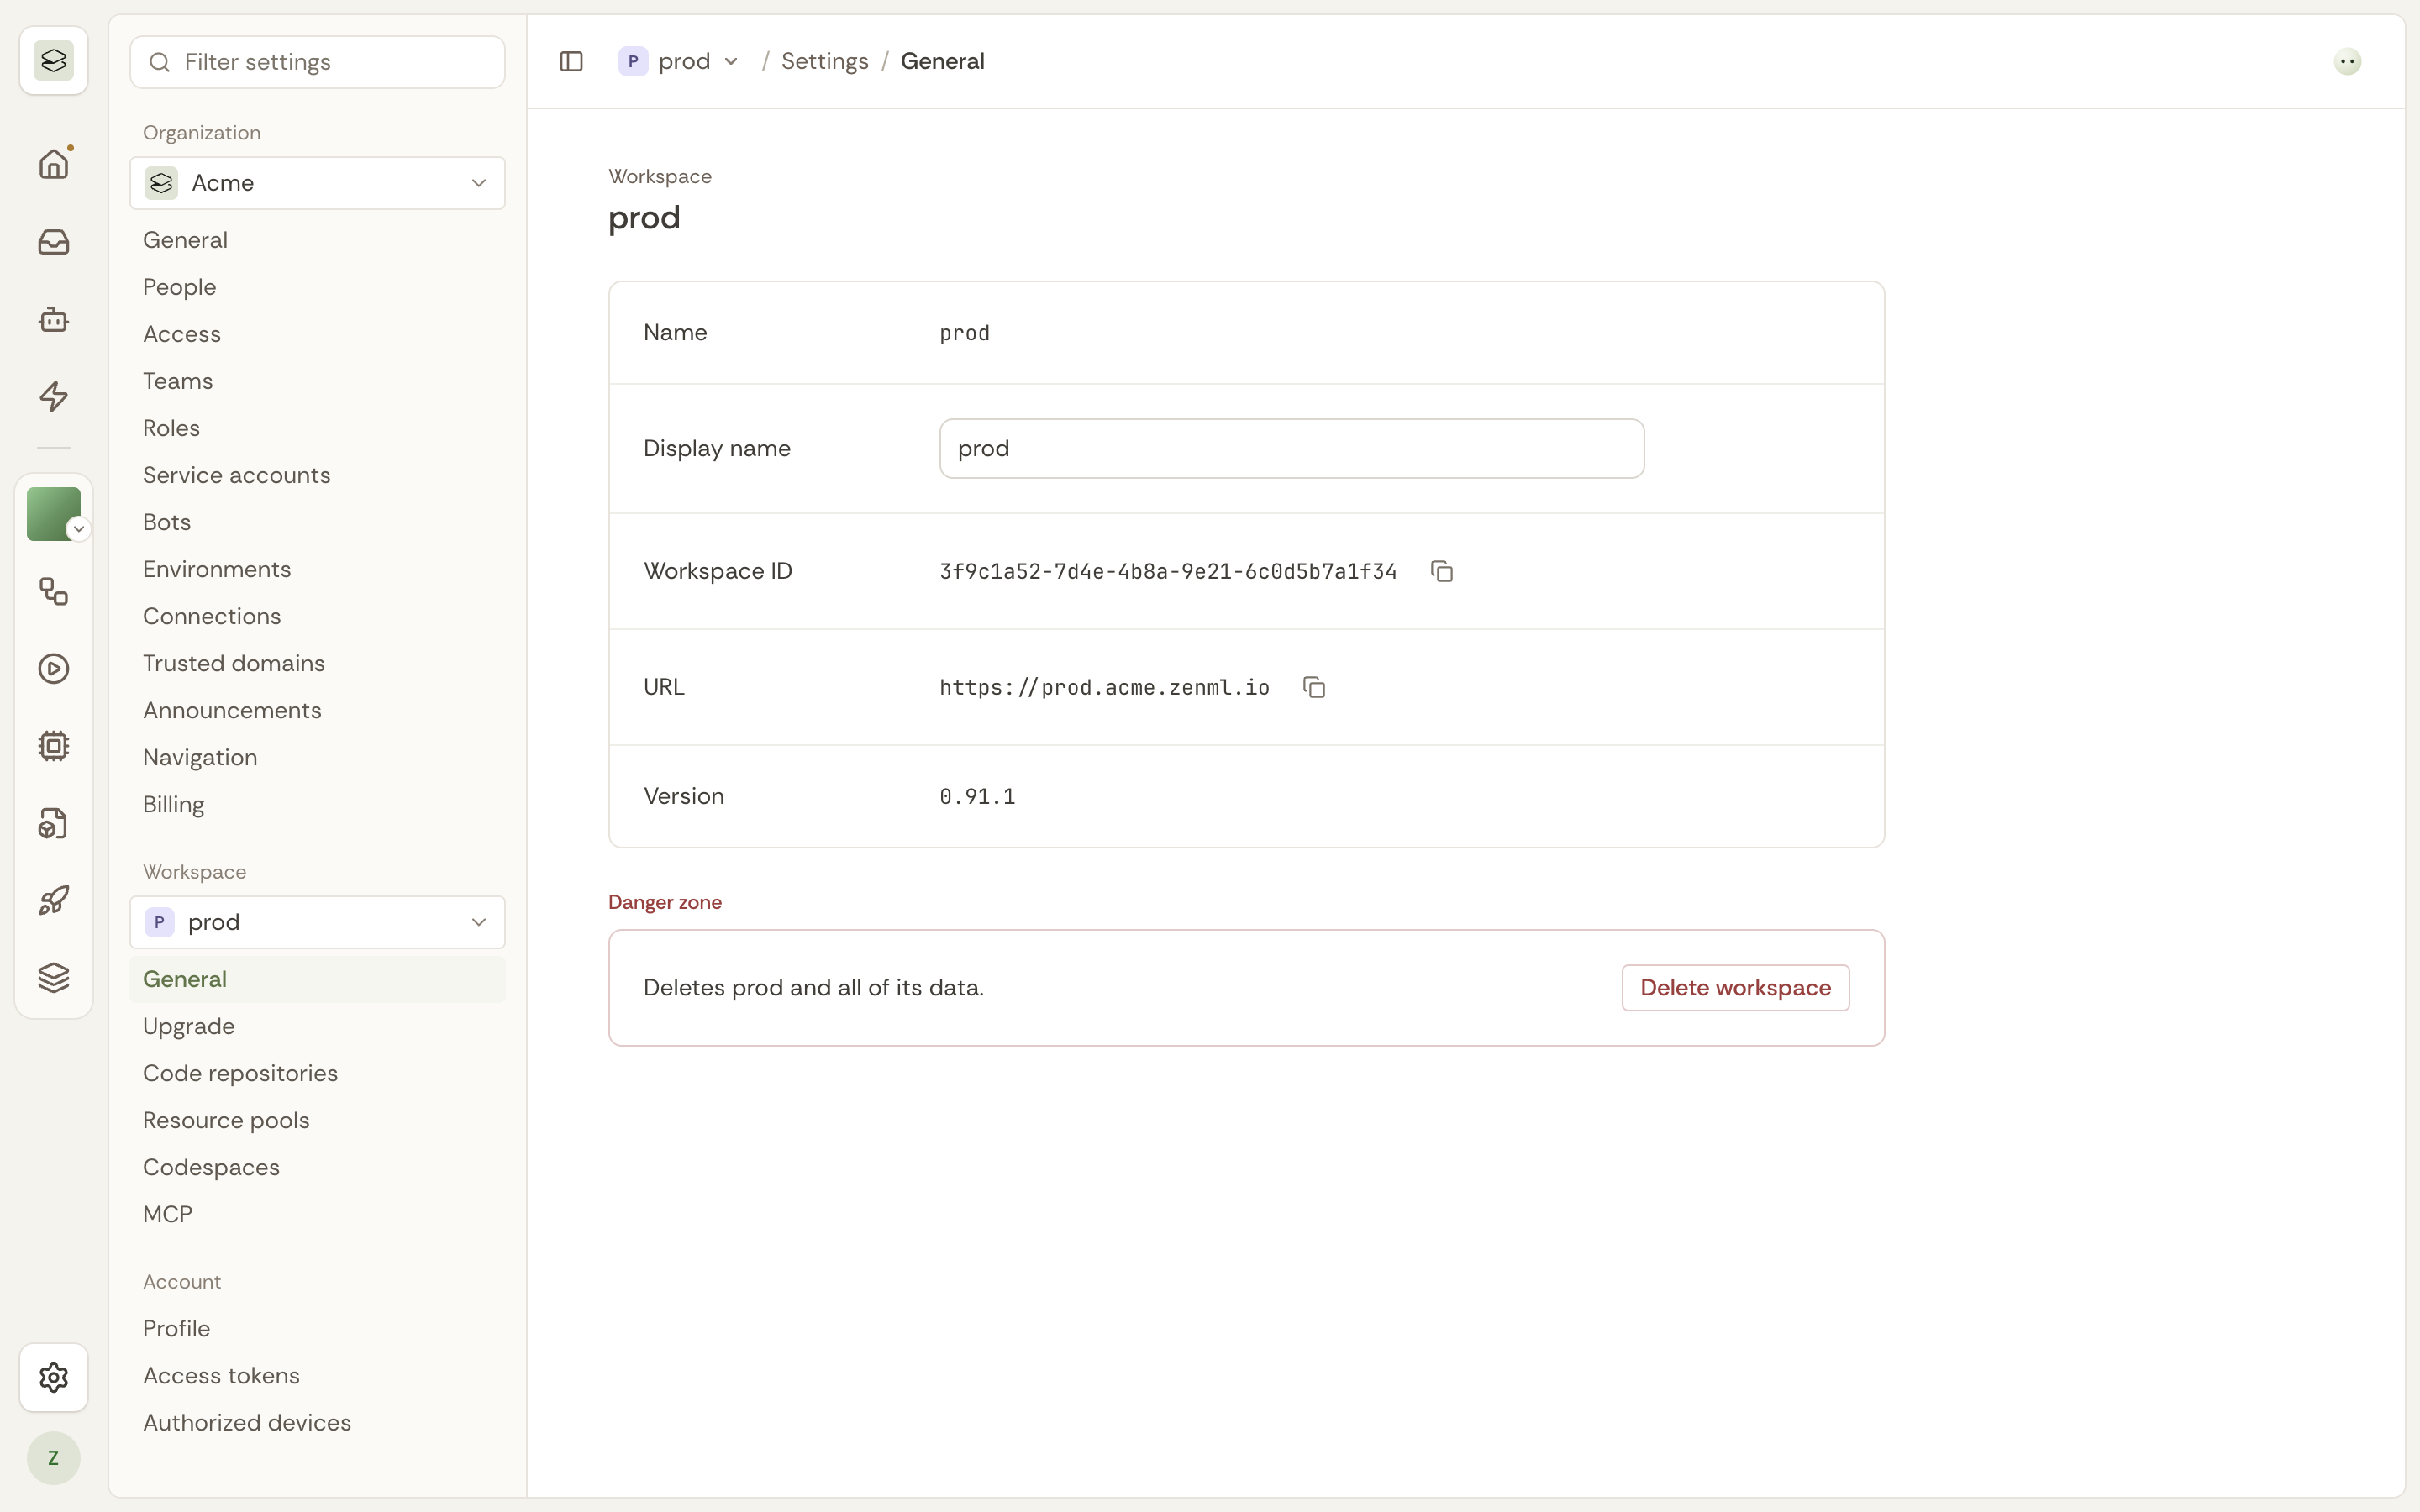 Filter settings
Organization
Acme
General
People
Access
Teams
Roles
Service accounts
Bots
Environments
Connections
Trusted domains
Announcements
Navigation
Billing
Workspace
P prod
General
Upgrade
Code repositories
Resource pools
Codespaces
MCP
Account
Profile
Access tokens
Authorized devices
Z
P prod / Settings / General
Workspace
prod
Name prod
Display name prod
Workspace ID 3f9c1a52-7d4e-4b8a-9e21-6c0d5b7a1f34
URL https://prod.acme.zenml.io
Version 0.91.1
Danger zone
Deletes prod and all of its data. Delete workspace